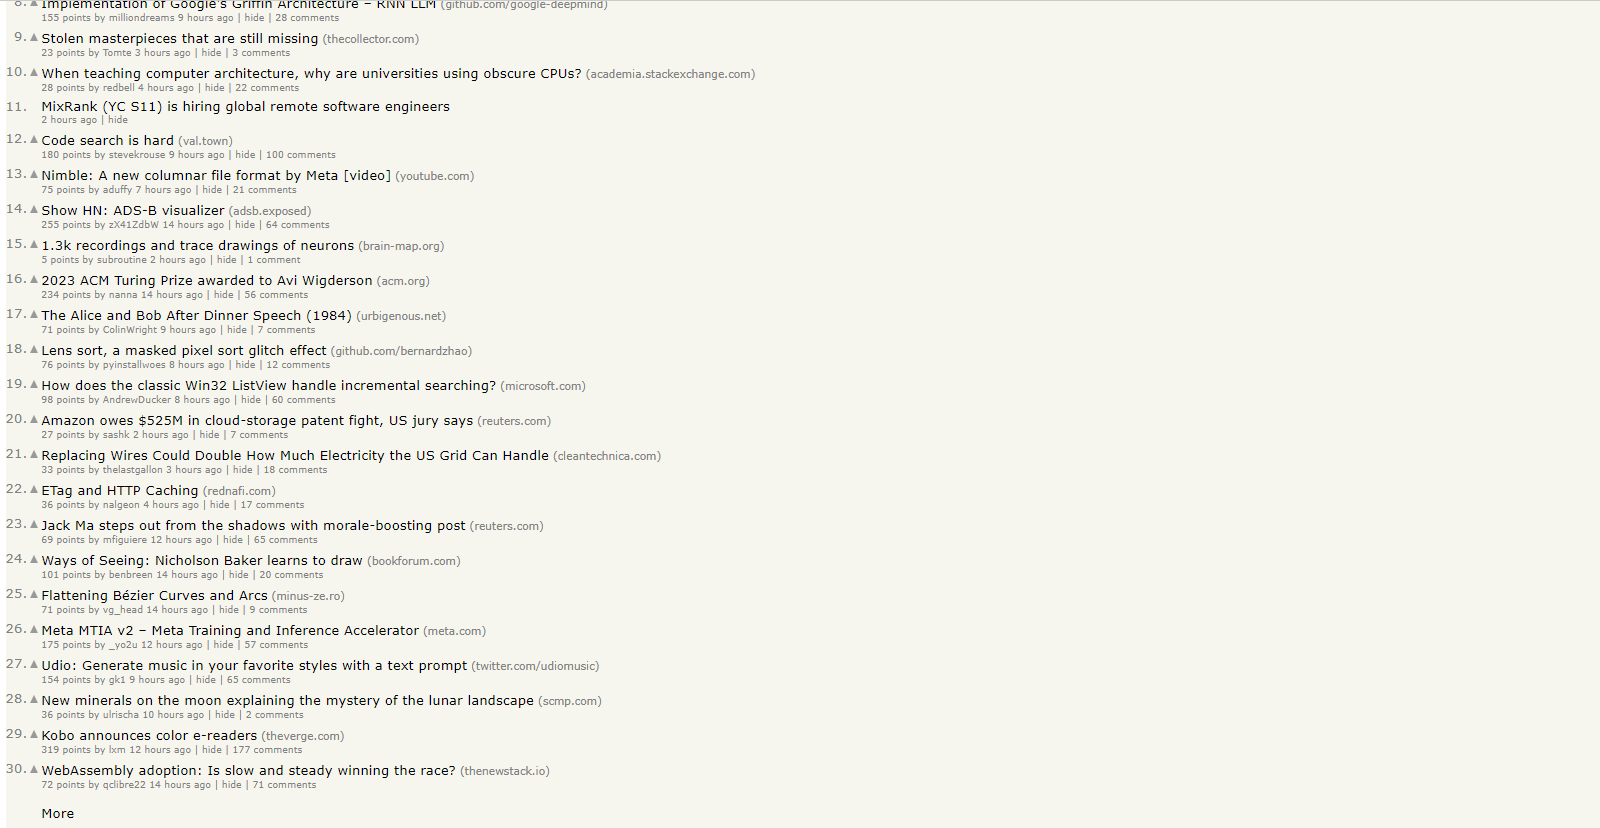 8. ▲ Implementation of Google's Griffin Architecture – RNN LLM (github.com/google-deepmind)
155 points by milliondreams 9 hours ago | hide | 28 comments
9. ▲ Stolen masterpieces that are still missing (thecollector.com)
23 points by Tomte 3 hours ago | hide | 3 comments
10. ▲ When teaching computer architecture, why are universities using obscure CPUs? (academia.stackexchange.com)
28 points by redbell 4 hours ago | hide | 22 comments
11. MixRank (YC S11) is hiring global remote software engineers
2 hours ago | hide
12. ▲ Code search is hard (val.town)
180 points by stevekrouse 9 hours ago | hide | 100 comments
13. ▲ Nimble: A new columnar file format by Meta [video] (youtube.com)
75 points by aduffy 7 hours ago | hide | 21 comments
14. ▲ Show HN: ADS-B visualizer (adsb.exposed)
255 points by zX41ZdbW 14 hours ago | hide | 64 comments
15. ▲ 1.3k recordings and trace drawings of neurons (brain-map.org)
5 points by subroutine 2 hours ago | hide | 1 comment
16. ▲ 2023 ACM Turing Prize awarded to Avi Wigderson (acm.org)
234 points by nanna 14 hours ago | hide | 56 comments
17. ▲ The Alice and Bob After Dinner Speech (1984) (urbigenous.net)
71 points by ColinWright 9 hours ago | hide | 7 comments
18. ▲ Lens sort, a masked pixel sort glitch effect (github.com/bernardzhao)
76 points by pyinstallwoes 8 hours ago | hide | 12 comments
19. ▲ How does the classic Win32 ListView handle incremental searching? (microsoft.com)
98 points by AndrewDucker 8 hours ago | hide | 60 comments
20. ▲ Amazon owes $525M in cloud-storage patent fight, US jury says (reuters.com)
27 points by sashk 2 hours ago | hide | 7 comments
21. ▲ Replacing Wires Could Double How Much Electricity the US Grid Can Handle (cleantechnica.com)
33 points by thelastgallon 3 hours ago | hide | 18 comments
22. ▲ ETag and HTTP Caching (rednafi.com)
36 points by nalgeon 4 hours ago | hide | 17 comments
23. ▲ Jack Ma steps out from the shadows with morale-boosting post (reuters.com)
69 points by mfiguiere 12 hours ago | hide | 65 comments
24. ▲ Ways of Seeing: Nicholson Baker learns to draw (bookforum.com)
101 points by benbreen 14 hours ago | hide | 20 comments
25. ▲ Flattening Bézier Curves and Arcs (minus-ze.ro)
71 points by vg_head 14 hours ago | hide | 9 comments
26. ▲ Meta MTIA v2 – Meta Training and Inference Accelerator (meta.com)
175 points by _yo2u 12 hours ago | hide | 57 comments
27. ▲ Udio: Generate music in your favorite styles with a text prompt (twitter.com/udiomusic)
154 points by gk1 9 hours ago | hide | 65 comments
28. ▲ New minerals on the moon explaining the mystery of the lunar landscape (scmp.com)
36 points by ulrischa 10 hours ago | hide | 2 comments
29. ▲ Kobo announces color e-readers (theverge.com)
319 points by lxm 12 hours ago | hide | 177 comments
30. ▲ WebAssembly adoption: Is slow and steady winning the race? (thenewstack.io)
72 points by qclibre22 14 hours ago | hide | 71 comments
More